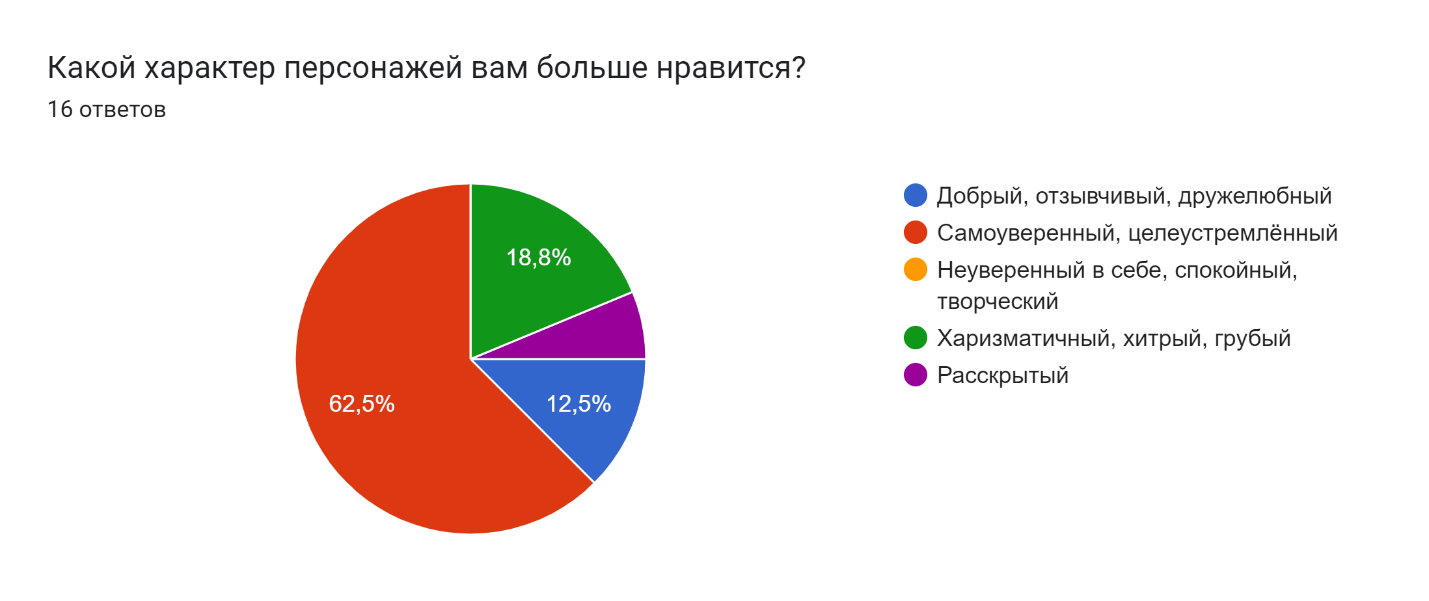 Какой характер персонажей вам больше нравится?
16 ответов
18,8%
62,5%
12,5%
Добрый, отзывчивый, дружелюбный
Самоуверенный, целеустремлённый
Неуверенный в себе, спокойный,
творческий
Харизматичный, хитрый, грубый
Расскрытый